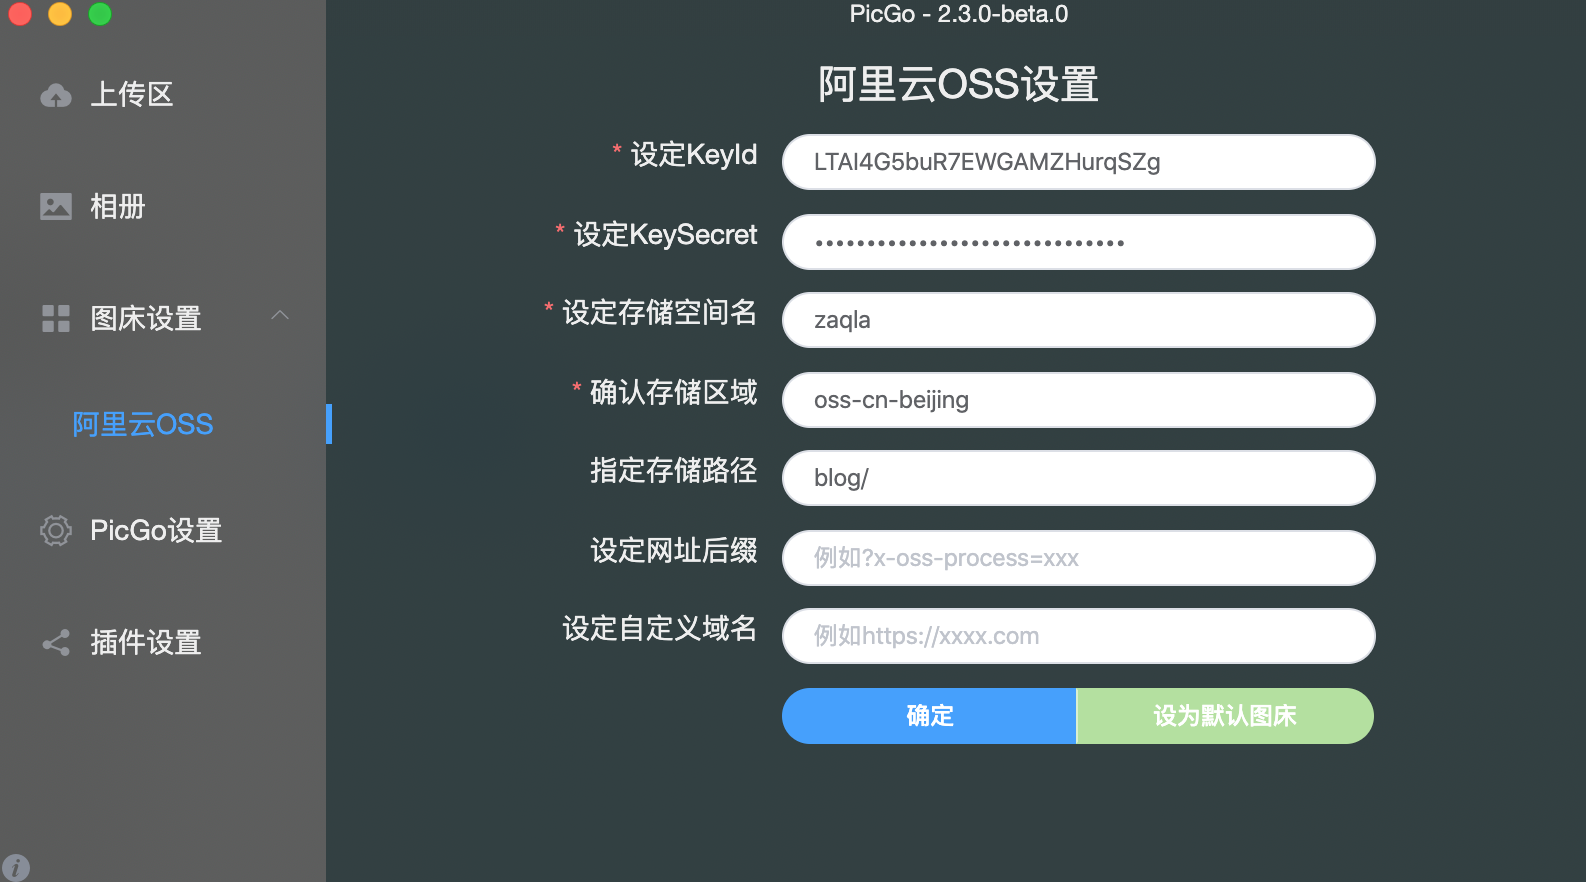 PicGo - 2.3.0-beta.0
上传区
相册
图床设置
阿里云OSS
PicGo设置
插件设置
阿里云OSS设置
* 设定KeyId
LTAI4G5buR7EWGAMZHurqSZg
* 设定KeySecret
••••••••••••••••••••••••••••••
* 设定存储空间名
zaqla
* 确认存储区域
oss-cn-beijing
指定存储路径
blog/
设定网址后缀
例如?x-oss-process=xxx
设定自定义域名
例如https://xxxx.com
确定
设为默认图床